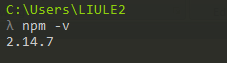 C:\Users\LIULE2
λ npm -v
2.14.7